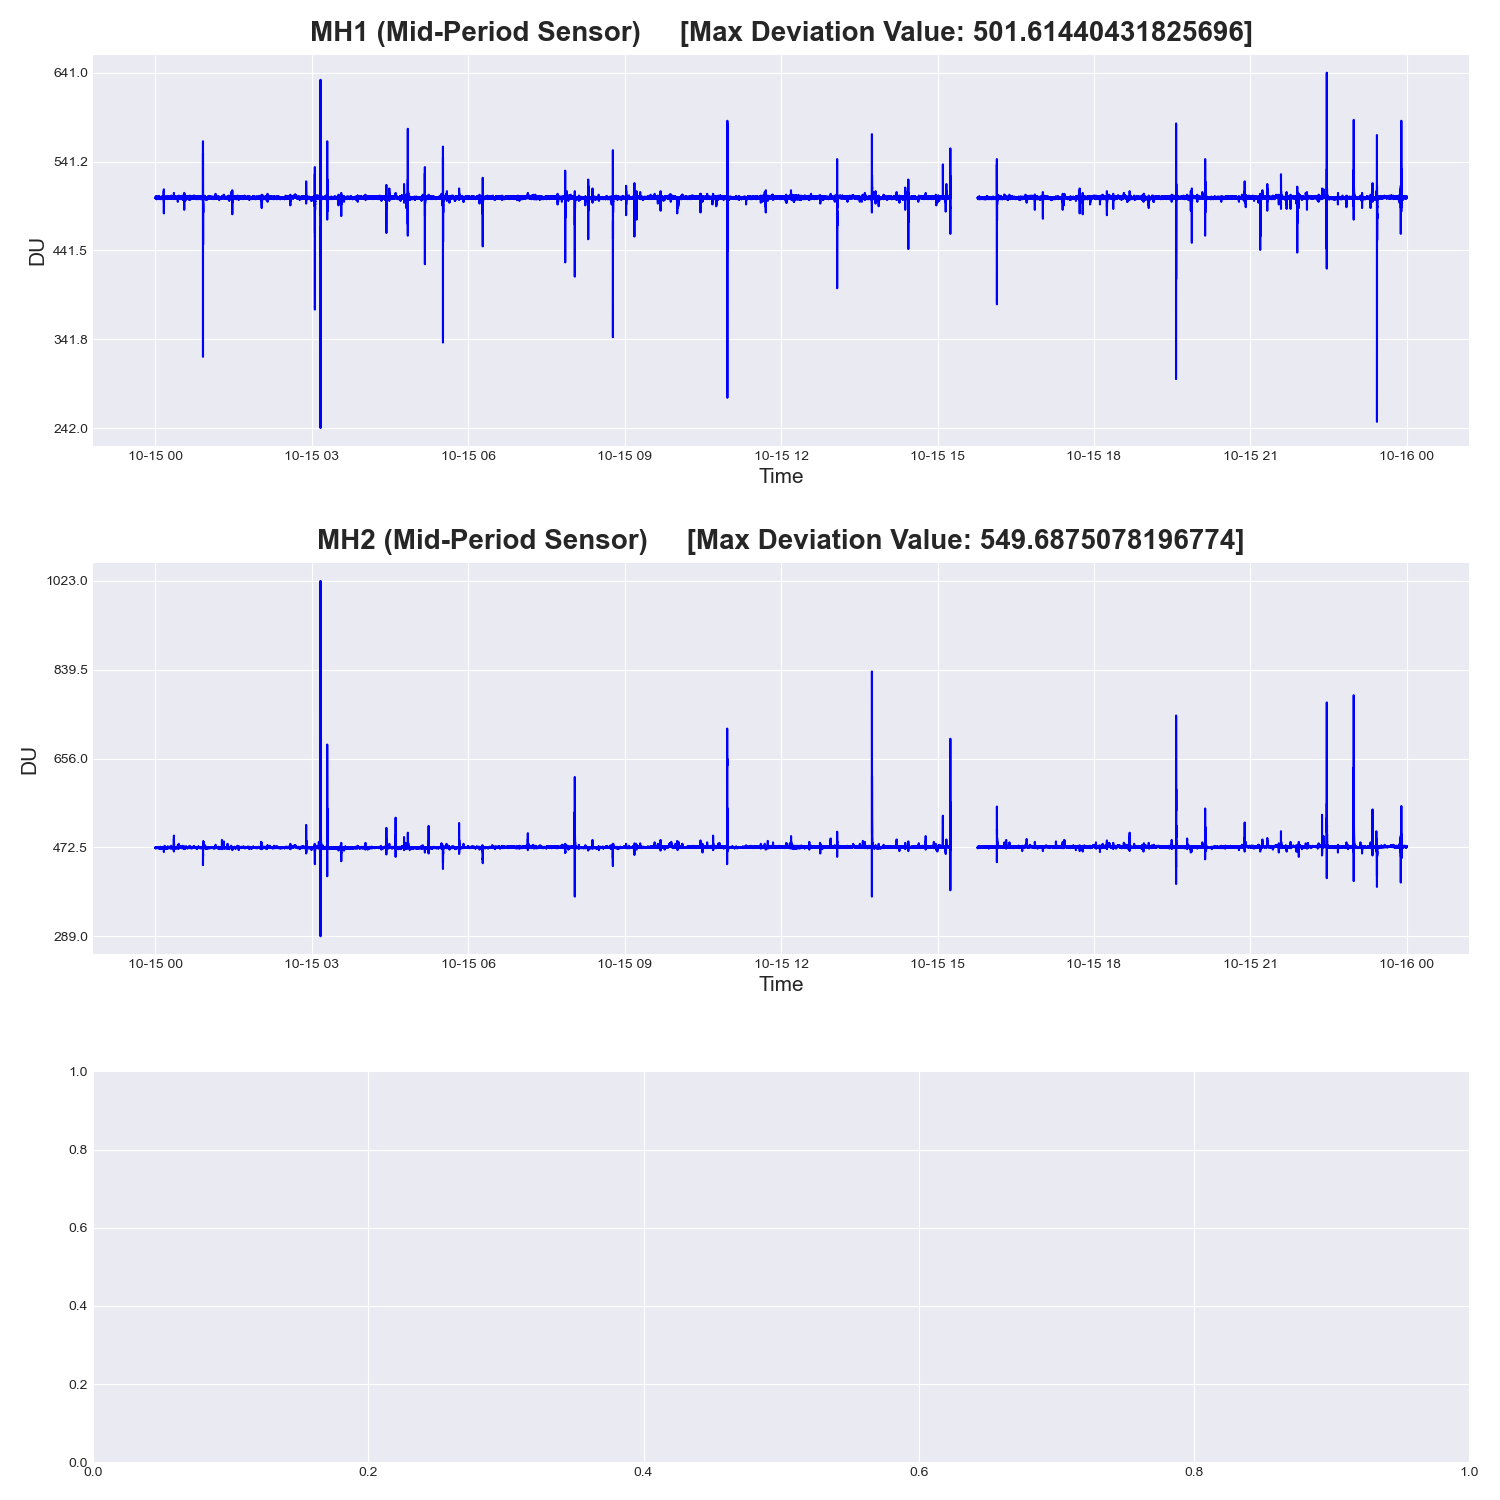 MH1 (Mid-Period Sensor) [Max Deviation Value: 501.61440431825696]
641.0
541.2
441.5
341.8
242.0
DU
10-15 00 10-15 03 10-15 06 10-15 09 10-15 12 10-15 15 10-15 18 10-15 21 10-16 00
Time
MH2 (Mid-Period Sensor) [Max Deviation Value: 549.6875078196774]
1023.0
839.5
656.0
472.5
289.0
DU
10-15 00 10-15 03 10-15 06 10-15 09 10-15 12 10-15 15 10-15 18 10-15 21 10-16 00
Time
1.0
0.8
0.6
0.4
0.2
0.0
0.0 0.2 0.4 0.6 0.8 1.0